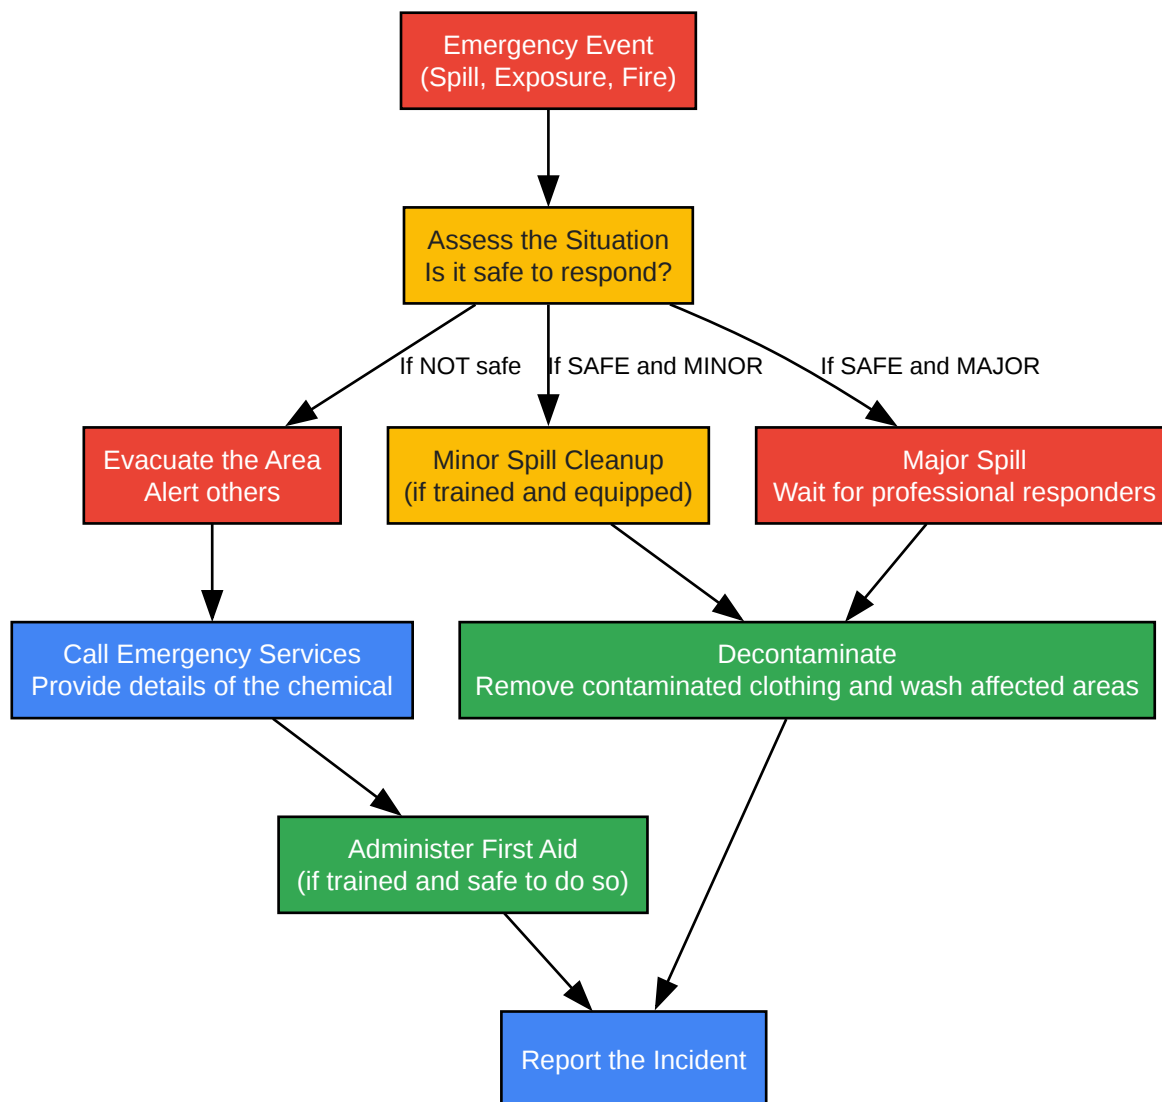 Emergency Event
(Spill, Exposure, Fire)
Assess the Situation
Is it safe to respond?
If NOT safe
If SAFE and MINOR
If SAFE and MAJOR
Evacuate the Area
Alert others
Minor Spill Cleanup
(if trained and equipped)
Major Spill
Wait for professional responders
Call Emergency Services
Provide details of the chemical
Decontaminate
Remove contaminated clothing and wash affected areas
Administer First Aid
(if trained and safe to do so)
Report the Incident